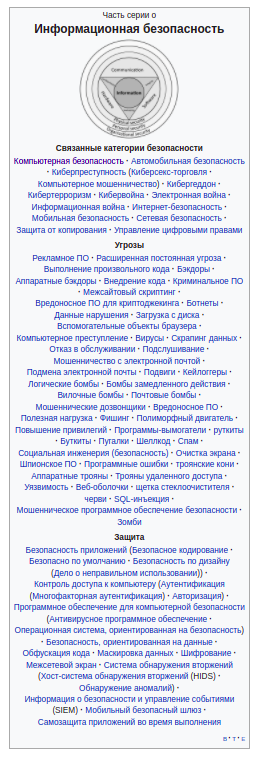 Часть серии о
Информационная безопасность
Communication
Information
Hardware
Software
Physical security
Personal security
Organizational security
Связанные категории безопасности
Компьютерная безопасность · Автомобильная безопасность
· Киберпреступность (Киберсекс-торговля ·
Компьютерное мошенничество) · Кибергеддон ·
Кибертерроризм · Кибервойна · Электронная война ·
Информационная война · Интернет-безопасность ·
Мобильная безопасность · Сетевая безопасность ·
Защита от копирования · Управление цифровыми правами
Угрозы
Рекламное ПО · Расширенная постоянная угроза ·
Выполнение произвольного кода · Бэкдоры ·
Аппаратные бэкдоры · Внедрение кода · Криминальное ПО
· Межсайтовый скриптинг ·
Вредоносное ПО для криптоджекинга · Ботнеты ·
Данные нарушения · Загрузка с диска ·
Вспомогательные объекты браузера ·
Компьютерное преступление · Вирусы · Скрапинг данных ·
Отказ в обслуживании · Подслушивание ·
Мошенничество с электронной почтой ·
Подмена электронной почты · Подвиги · Кейлоггеры ·
Логические бомбы · Бомбы замедленного действия ·
Вилочные бомбы · Почтовые бомбы ·
Мошеннические дозвонщики · Вредоносное ПО ·
Полезная нагрузка · Фишинг · Полиморфный двигатель ·
Повышение привилегий · Программы-вымогатели · руткиты
· Буткиты · Пугалки · Шеллкод · Спам ·
Социальная инженерия (безопасность) · Очистка экрана ·
Шпионское ПО · Программные ошибки · троянские кони ·
Аппаратные трояны · Трояны удаленного доступа ·
Уязвимость · Веб-оболочки · щетка стеклоочистителя ·
черви · SQL-инъекция ·
Мошенническое программное обеспечение безопасности ·
Зомби
Защита
Безопасность приложений (Безопасное кодирование ·
Безопасно по умолчанию · Безопасность по дизайну
(Дело о неправильном использовании)) ·
Контроль доступа к компьютеру (Аутентификация
(Многофакторная аутентификация) · Авторизация) ·
Программное обеспечение для компьютерной безопасности
(Антивирусное программное обеспечение ·
Операционная система, ориентированная на безопасность)
· Безопасность, ориентированная на данные ·
Обфускация кода · Маскировка данных · Шифрование ·
Межсетевой экран · Система обнаружения вторжений
(Хост-система обнаружения вторжений (HIDS) ·
Обнаружение аномалий) ·
Информация о безопасности и управление событиями
(SIEM) · Мобильный безопасный шлюз ·
Самозащита приложений во время выполнения
в · т · е